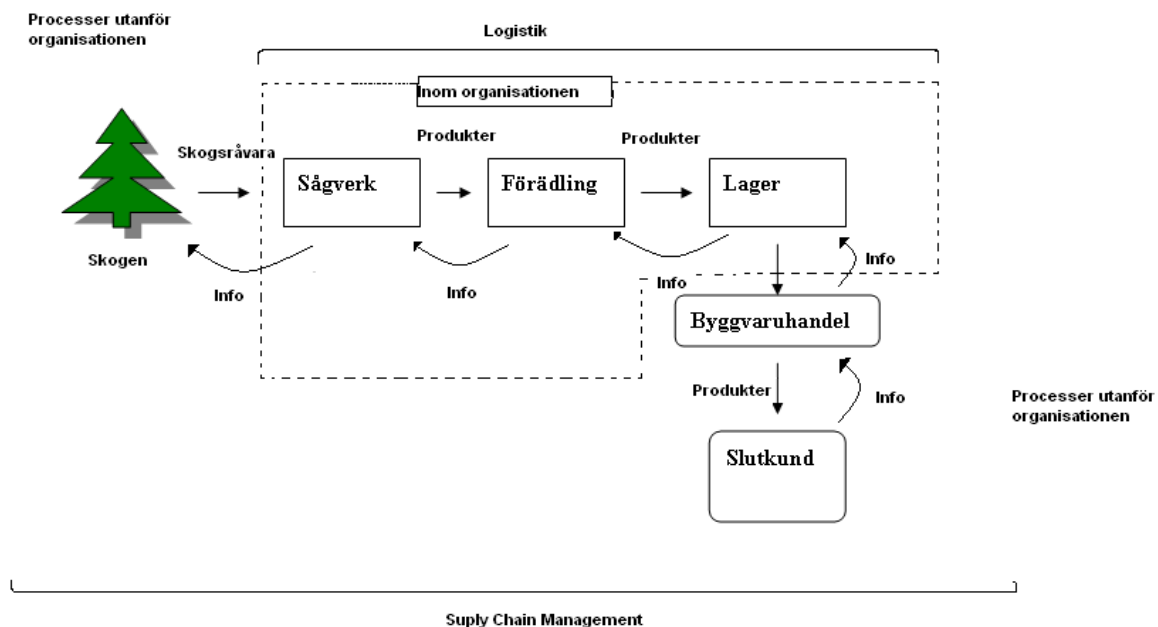 Processer utanför
organisationen
Logistik
Inom organisationen
Produkter
Produkter
Skogsråvara
Sågverk
Förädling
Lager
Skogen
Info
Info
Info
Info
Byggvaruhandel
Produkter
Info
Processer utanför
organisationen
Slutkund
Suply Chain Management